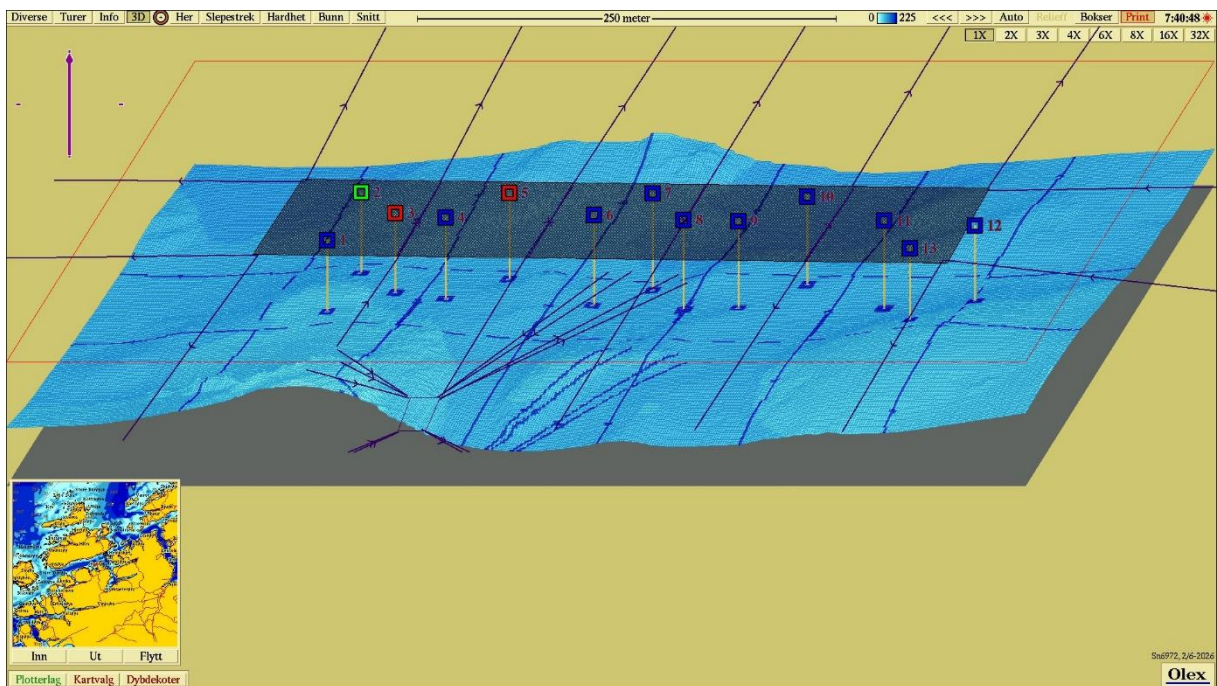 Diverse Turer Info 3D Her Slepestrek Hardhet Bunn Snitt 250 meter 0 225 <<< >>> Auto Relieff Bokser Print 7:40:48
1X 2X 3X 4X 6X 8X 16X 32X
2 5 7
3 4 6 8 9 10 11 12
1 13
Inn Ut Flytt
Sn6972, 2/6-2026
Plotterlag Kartvalg Dybdekoter
Olex